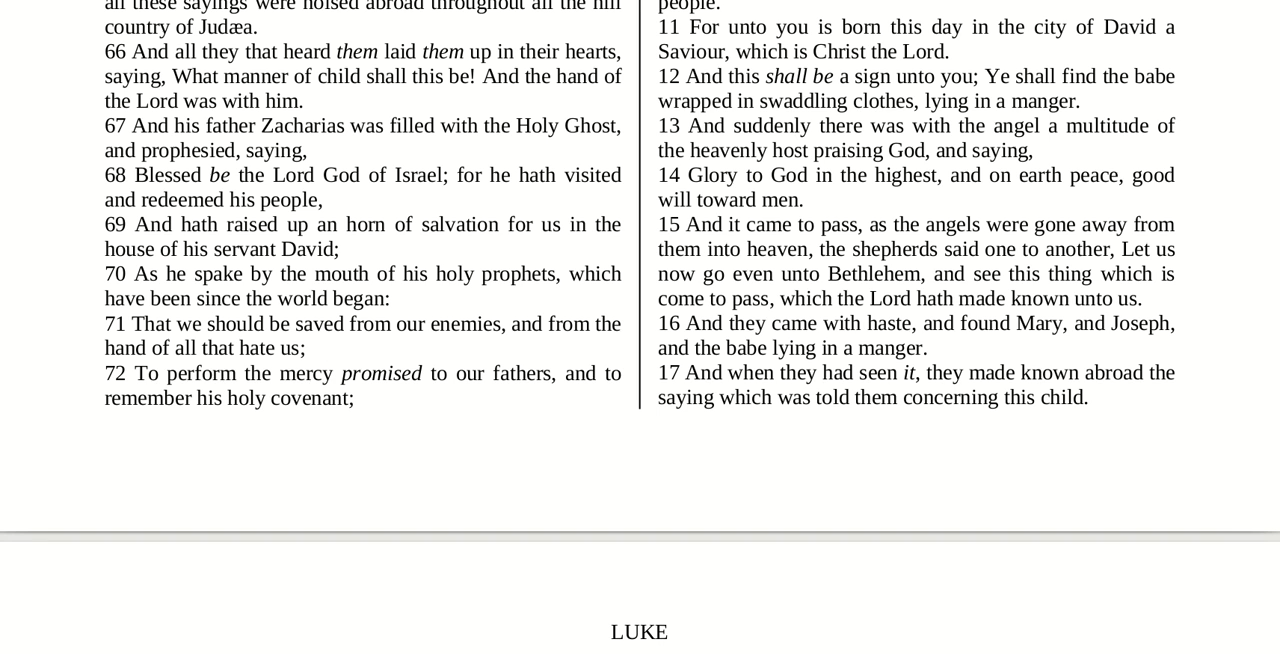 all these sayings were noised abroad throughout all the hill
country of Judæa.
66 And all they that heard them laid them up in their hearts,
saying, What manner of child shall this be! And the hand of
the Lord was with him.
67 And his father Zacharias was filled with the Holy Ghost,
and prophesied, saying,
68 Blessed be the Lord God of Israel; for he hath visited
and redeemed his people,
69 And hath raised up an horn of salvation for us in the
house of his servant David;
70 As he spake by the mouth of his holy prophets, which
have been since the world began:
71 That we should be saved from our enemies, and from the
hand of all that hate us;
72 To perform the mercy promised to our fathers, and to
remember his holy covenant;
people.
11 For unto you is born this day in the city of David a
Saviour, which is Christ the Lord.
12 And this shall be a sign unto you; Ye shall find the babe
wrapped in swaddling clothes, lying in a manger.
13 And suddenly there was with the angel a multitude of
the heavenly host praising God, and saying,
14 Glory to God in the highest, and on earth peace, good
will toward men.
15 And it came to pass, as the angels were gone away from
them into heaven, the shepherds said one to another, Let us
now go even unto Bethlehem, and see this thing which is
come to pass, which the Lord hath made known unto us.
16 And they came with haste, and found Mary, and Joseph,
and the babe lying in a manger.
17 And when they had seen it, they made known abroad the
saying which was told them concerning this child.
LUKE